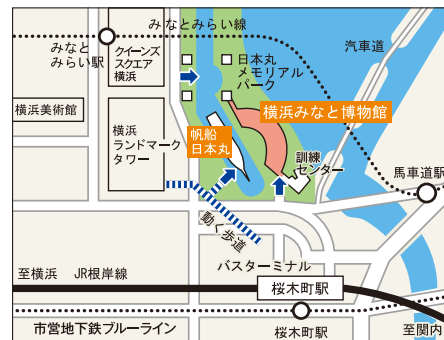 みなとみらい線
みなと
みらい駅
クイーンズ
スクエア
横浜
日本丸
メモリアル
パーク
汽車道
横浜美術館
横浜みなと博物館
横浜
ランドマーク
タワー
帆船
日本丸
訓練
センター
馬車道駅
動く歩道
バスターミナル
至横浜 JR根岸線
桜木町駅
市営地下鉄ブルーライン
桜木町駅
至関内